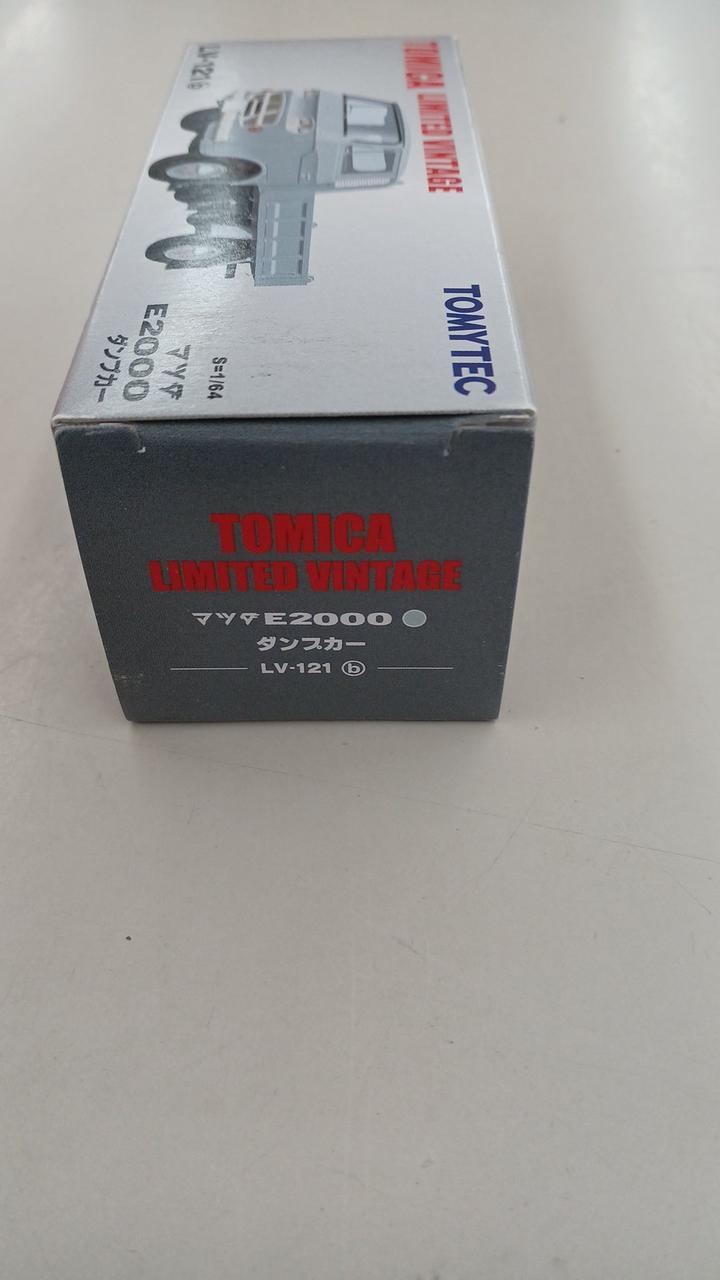 LV-121 ⓑ
TOMICA LIMITED VINTAGE
TOMYTEC
S=1/64
マツダ
E2000
ダンプカー
TOMICA
LIMITED VINTAGE
マツダE2000
ダンプカー
LV-121 ⓑ